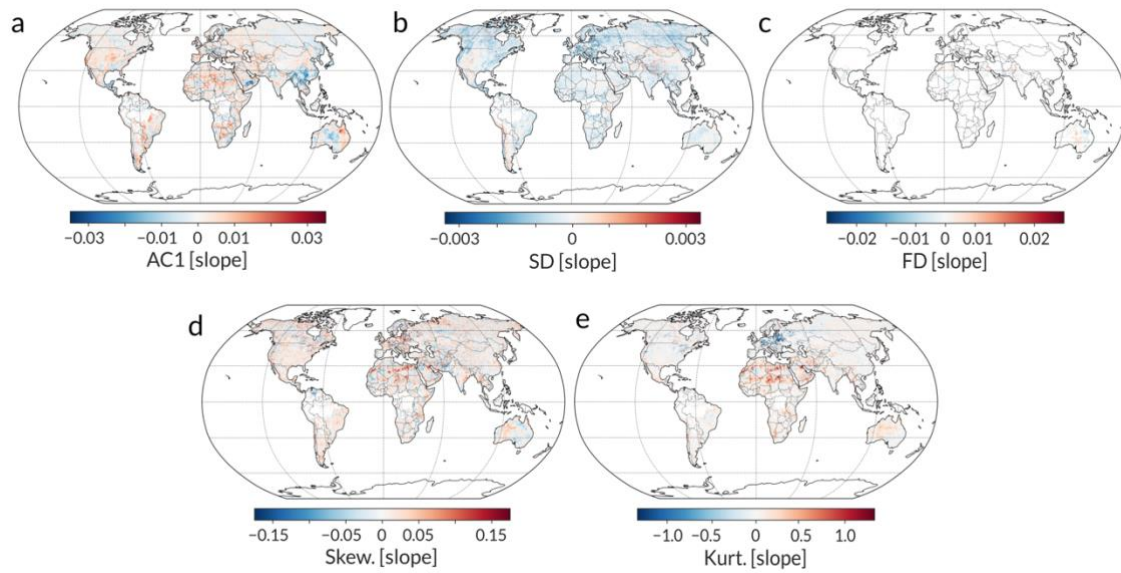 a b c
−0.03 −0.01 0 0.01 0.03
AC1 [slope]
−0.003 0 0.003
SD [slope]
−0.02 −0.01 0 0.01 0.02
FD [slope]
d e
−0.15 −0.05 0 0.05 0.15
Skew. [slope]
−1.0 −0.5 0 0.5 1.0
Kurt. [slope]